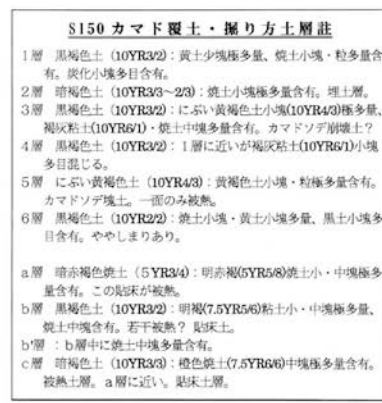 SI50 カマド覆土・掘り方土層註
1層 黒褐色土（10YR3/2）：黄土少塊極多量、焼土小塊・粒多量含
有。炭化小塊多目含有。
2層 暗褐色土（10YR3/3～2/3）：焼土小塊極多量含有。埋土層。
3層 黒褐色土（10YR3/2）：にぶい黄褐色土小塊(10YR4/3)極多量、
褐灰粘土(10YR6/1)・焼土中塊多量含有。カマドソデ崩壊土？
4層 黒褐色土（10YR3/2）：1層に近いが褐灰粘土(10YR6/1)小塊
多目混じる。
5層 にぶい黄褐色土（10YR4/3）：黄褐色土小塊・粒極多量含有。
カマドソデ塊土。一面のみ被熱。
6層 黒褐色土（10YR2/2）：焼土小塊・黄土小塊多量、黒土小塊多
目含有。ややしまりあり。
a層 暗赤褐色焼土（5YR3/4）：明赤褐(5YR5/8)焼土小・中塊極多
量含有。この貼床が被熱。
b層 黒褐色土（10YR3/2）：明褐(7.5YR5/6)粘土小・中塊極多量、
焼土中塊含有。若干被熱？ 貼床土。
b'層 ：b層中に焼土中塊多量含有。
c層 暗褐色土（10YR3/3）：橙色焼土(7.5YR6/6)中塊極多量含有。
被熱土層。a層に近い。貼床土層。